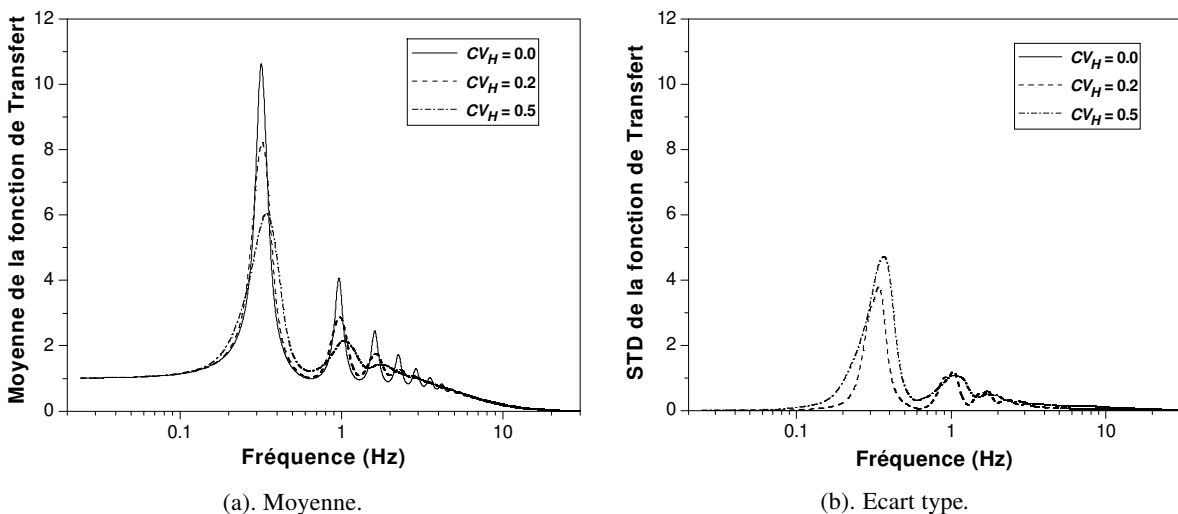 Moyenne de la fonction de Transfert
12
10
8
6
4
2
0
0.1
1
10
Fréquence (Hz)
CV_H = 0.0
CV_H = 0.2
CV_H = 0.5
(a). Moyenne.
STD de la fonction de Transfert
12
10
8
6
4
2
0
0.1
1
10
Fréquence (Hz)
CV_H = 0.0
CV_H = 0.2
CV_H = 0.5
(b). Ecart type.